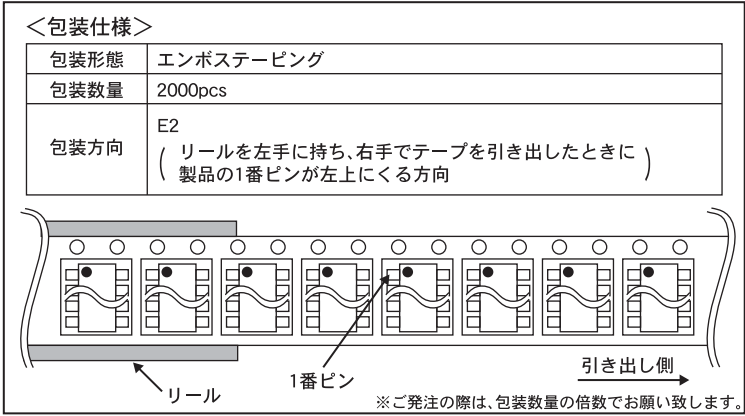 ＜包装仕様＞
包装形態 エンボステーピング
包装数量 2000pcs
包装方向 E2
( リールを左手に持ち、右手でテープを引き出したときに
製品の1番ピンが左上にくる方向 )
リール
1番ピン
引き出し側
※ご発注の際は、包装数量の倍数でお願い致します。